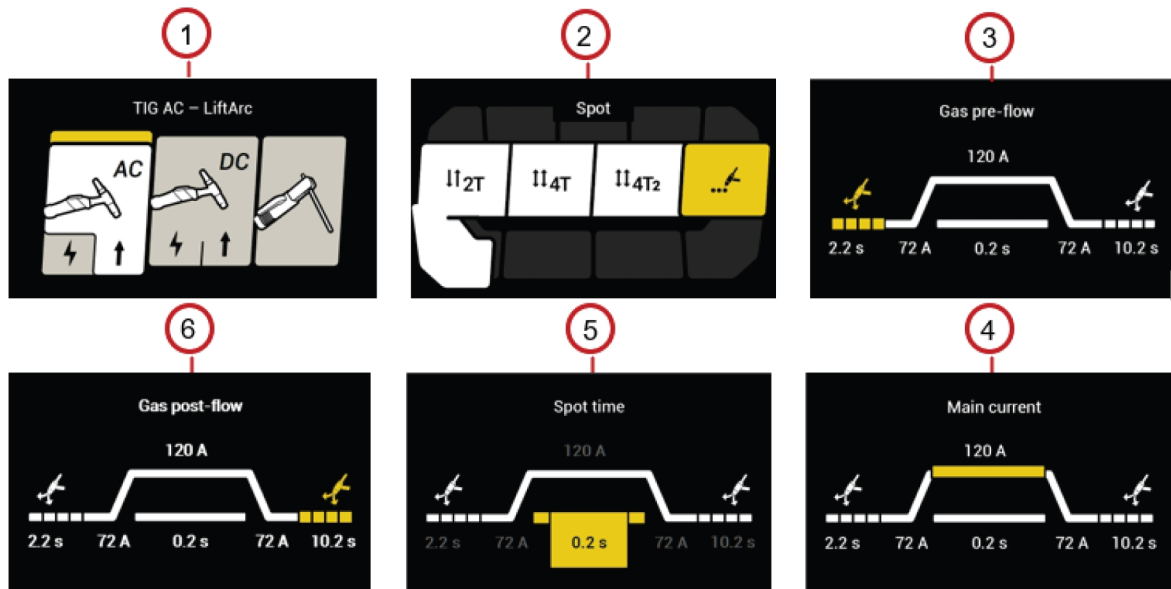 1
2
3
TIG AC – LiftArc
AC
DC
Spot
2T
4T
4T2
Gas pre-flow
120 A
2.2 s 72 A 0.2 s 72 A 10.2 s
6
5
4
Gas post-flow
120 A
2.2 s 72 A 0.2 s 72 A 10.2 s
Spot time
120 A
2.2 s 72 A 0.2 s 72 A 10.2 s
Main current
120 A
2.2 s 72 A 0.2 s 72 A 10.2 s